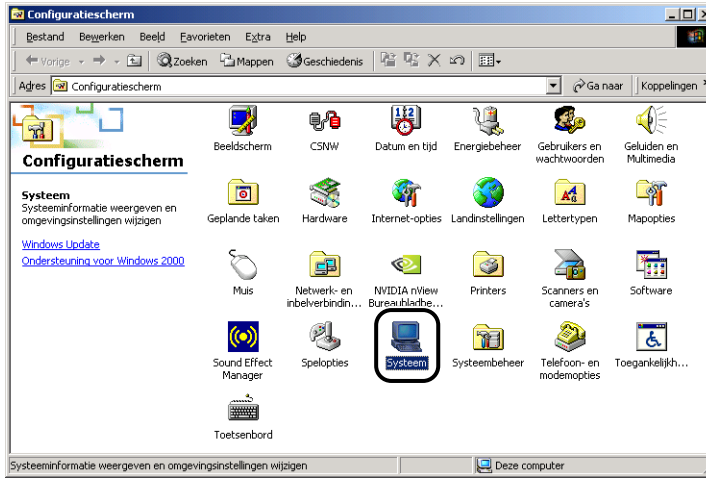 Configuratiescherm
Bestand Bewerken Beeld Favorieten Extra Help
Vorige Zoeken Mappen Geschiedenis
Adres Configuratiescherm Ga naar Koppelingen
Configuratiescherm
Systeem
Systeeminformatie weergeven en
omgevingsinstellingen wijzigen
Windows Update
Ondersteuning voor Windows 2000
Beeldscherm
CSNW
Datum en tijd
Energiebeheer
Gebruikers en
wachtwoorden
Geluiden en
Multimedia
Geplande taken
Hardware
Internet-opties
Landinstellingen
Lettertypen
Mapopties
Muis
Netwerk- en
inbelverbindin...
NVIDIA nView
Bureaubladbe...
Printers
Scanners en
camera's
Software
Sound Effect
Manager
Spelopties
Systeem
Systeembeheer
Telefoon- en
modemopties
Toegankelijkh...
Toetsenbord
Systeeminformatie weergeven en omgevingsinstellingen wijzigen Deze computer